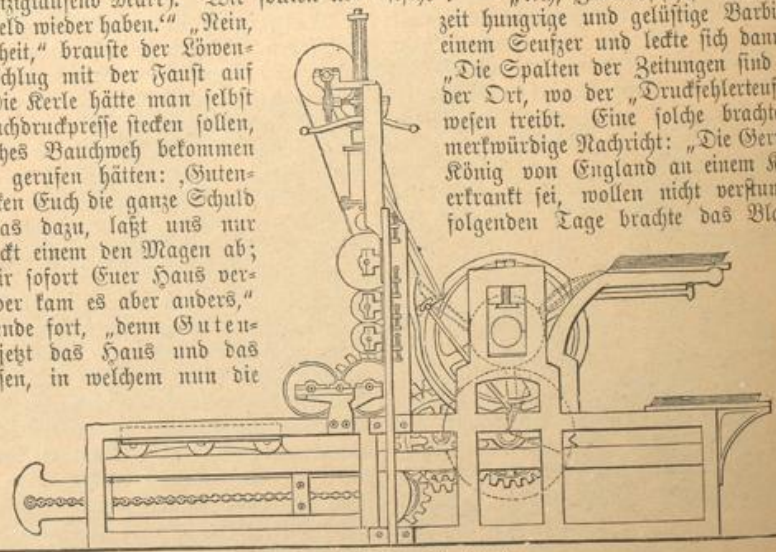 eld wieder haben.‘“ „Nein,
heit,“ brauste der Löwen=
chlug mit der Faust auf
die Kerle hätte man selbst
uchdruckpresse stecken sollen,
ches Bauchweh bekommen
gerufen hätten: ‚Guten=
ken Euch die ganze Schuld
as dazu, laßt uns nur
ckt einem den Magen ab;
ir sofort Euer Haus ver=
ber kam es aber anders,“
ende fort, „denn Guten=
jetzt das Haus und das
sen, in welchem nun die
zeit hungrige und gelüstige Barbi
einem Seufzer und leckte sich dann
„Die Spalten der Zeitungen sind
der Ort, wo der „Druckfehlerteuf
wesen treibt. Eine solche brachte
merkwürdige Nachricht: „Die Ger
König von England an einem
erkrankt sei, wollen nicht verstum
folgenden Tage brachte das Bla